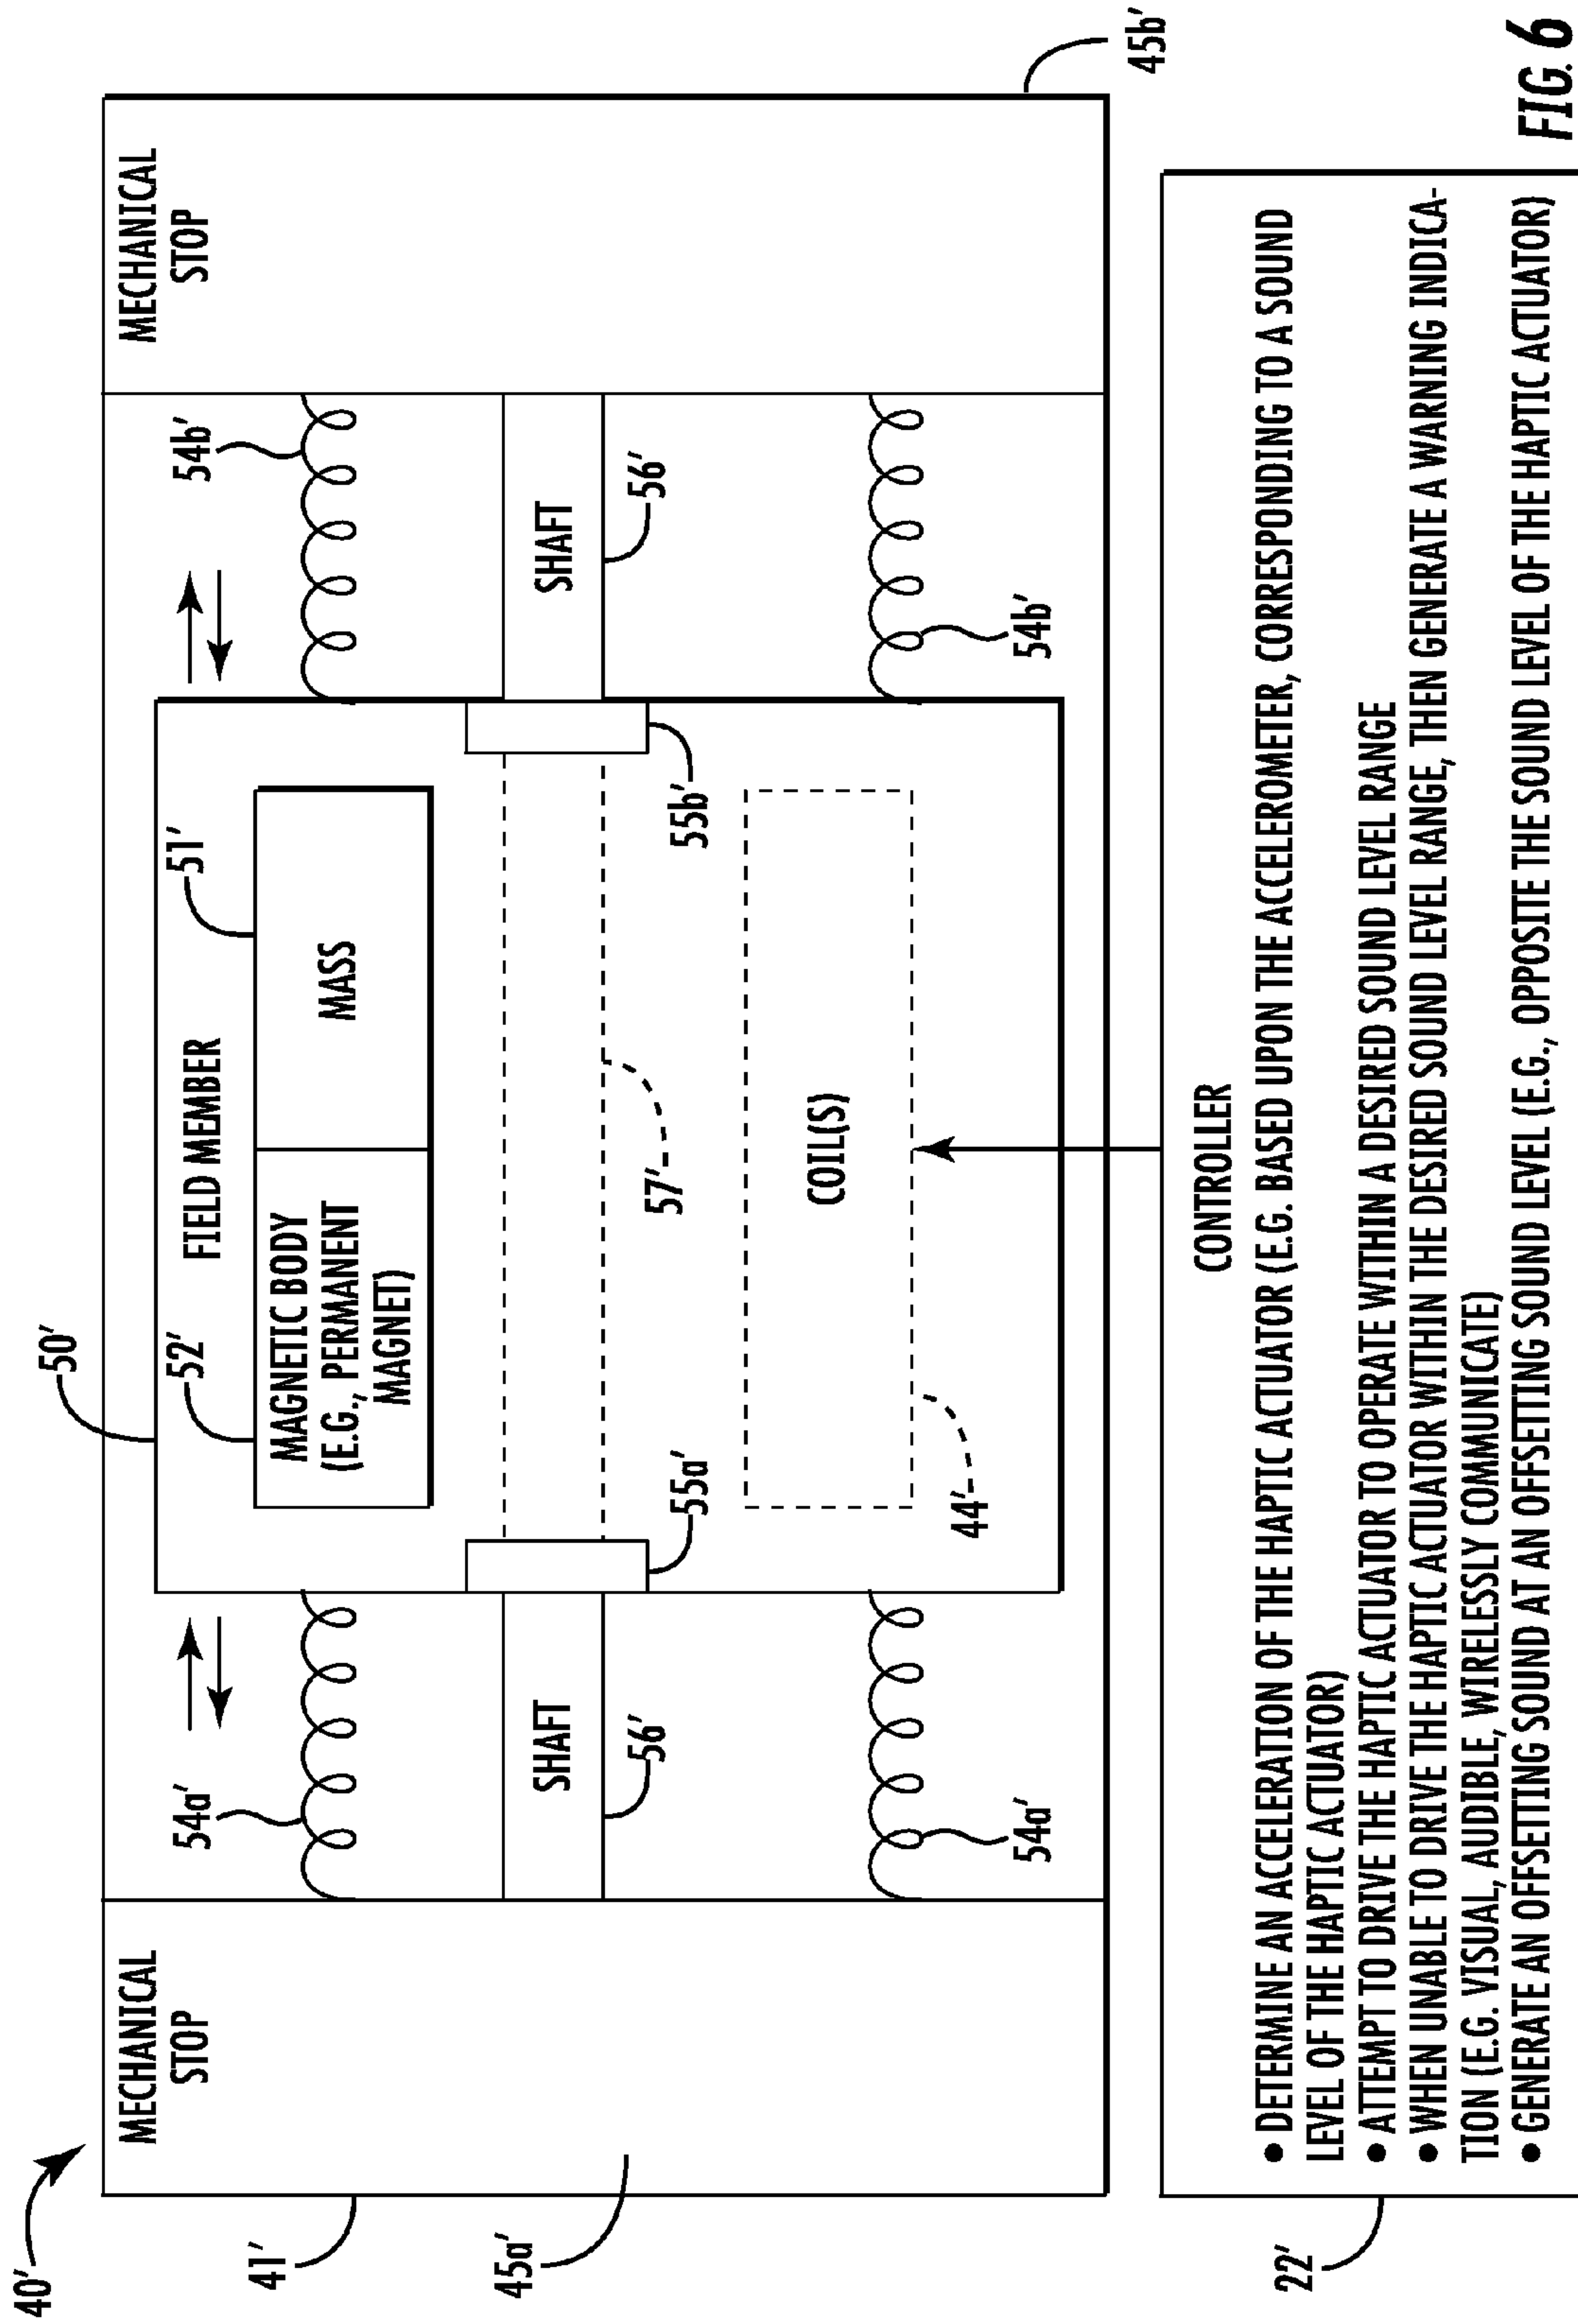 40′
41′
45a′
MECHANICAL
STOP
54a′
SHAFT
56′
54a′
50′
52′
FIELD MEMBER
51′
MAGNETIC BODY
(E.G., PERMANENT
MAGNET)
MASS
55a′
57′
55b′
COIL(S)
44′
54b′
SHAFT
56′
54b′
MECHANICAL
STOP
45b′
22′
CONTROLLER
• DETERMINE AN ACCELERATION OF THE HAPTIC ACTUATOR (E.G. BASED UPON THE ACCELEROMETER, CORRESPONDING TO A SOUND
LEVEL OF THE HAPTIC ACTUATOR)
• ATTEMPT TO DRIVE THE HAPTIC ACTUATOR TO OPERATE WITHIN A DESIRED SOUND LEVEL RANGE
• WHEN UNABLE TO DRIVE THE HAPTIC ACTUATOR WITHIN THE DESIRED SOUND LEVEL RANGE, THEN GENERATE A WARNING INDICA-
TION (E.G. VISUAL, AUDIBLE, WIRELESSLY COMMUNICATE)
• GENERATE AN OFFSETTING SOUND AT AN OFFSETTING SOUND LEVEL (E.G., OPPOSITE THE SOUND LEVEL OF THE HAPTIC ACTUATOR)
FIG. 6